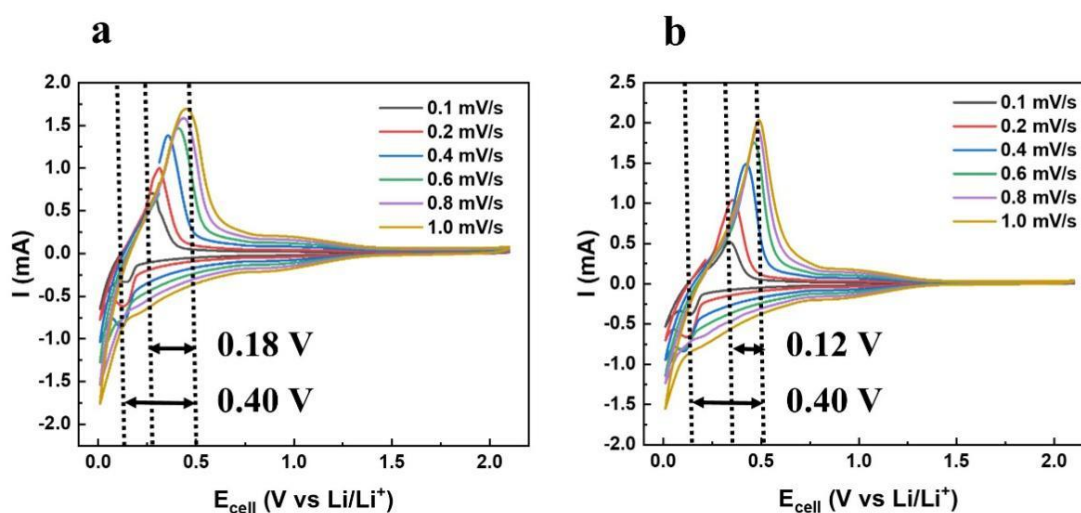 a
2.0
1.5
1.0
0.5
0.0
-0.5
-1.0
-1.5
-2.0
I (mA)
0.1 mV/s
0.2 mV/s
0.4 mV/s
0.6 mV/s
0.8 mV/s
1.0 mV/s
0.18 V
0.40 V
0.0
0.5
1.0
1.5
2.0
E_cell (V vs Li/Li⁺)
b
2.5
2.0
1.5
1.0
0.5
0.0
-0.5
-1.0
-1.5
-2.0
I (mA)
0.1 mV/s
0.2 mV/s
0.4 mV/s
0.6 mV/s
0.8 mV/s
1.0 mV/s
0.12 V
0.40 V
0.0
0.5
1.0
1.5
2.0
E_cell (V vs Li/Li⁺)